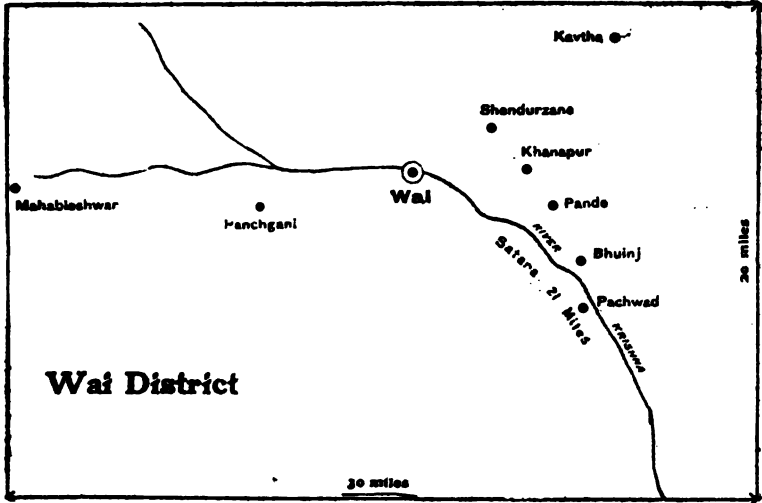 Kavtha
Shendurzane
Khanapur
Mahableshwar
Panchgani
Wai
Pande
RIVER
Bhuinj
Satara 21 Miles
Pachwad
KRISHNA
20 miles
Wai District
30 miles